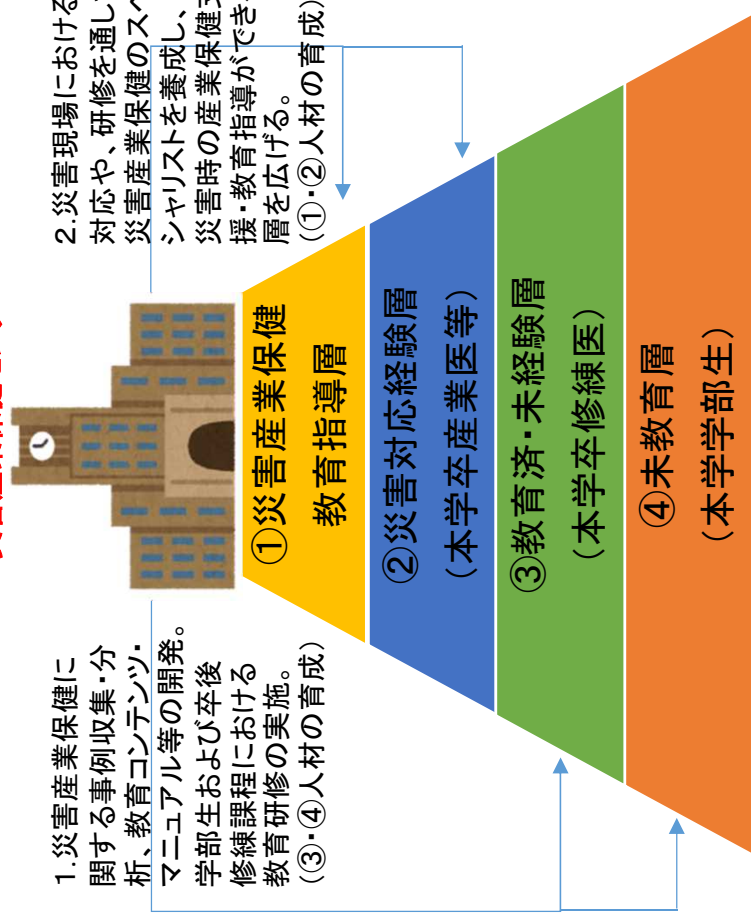 1.災害産業保健に
関する事例収集・分
析、教育コンテンツ・
マニュアル等の開発。
学部生および卒後
修練課程における
教育研修の実施。
(③・④人材の育成)
2.災害現場における
対応や、研修を通し
災害産業保健のスペ
シャリストを養成し、
災害時の産業保健
援・教育指導ができ
層を広げる。
(①・②人材の育成)
①災害産業保健
教育指導層
②災害対応経験層
(本学卒産業医等)
③教育済・未経験層
(本学卒修練医)
④未教育層
(本学学部生)